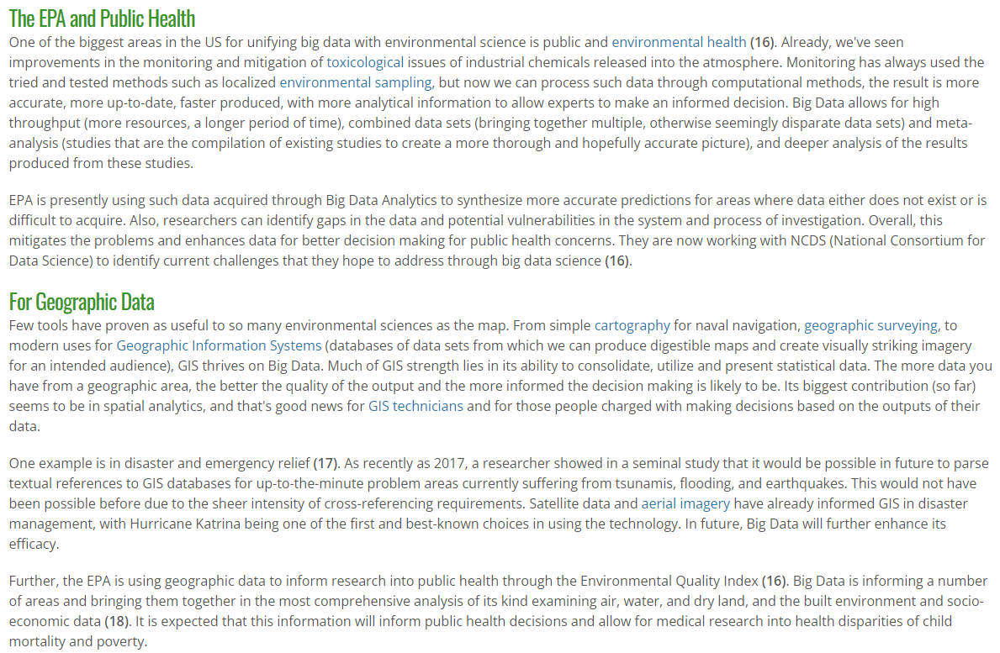 The EPA and Public Health
One of the biggest areas in the US for unifying big data with environmental science is public and environmental health (16). Already, we've seen
improvements in the monitoring and mitigation of toxicological issues of industrial chemicals released into the atmosphere. Monitoring has always used the
tried and tested methods such as localized environmental sampling, but now we can process such data through computational methods, the result is more
accurate, more up-to-date, faster produced, with more analytical information to allow experts to make an informed decision. Big Data allows for high
throughput (more resources, a longer period of time), combined data sets (bringing together multiple, otherwise seemingly disparate data sets) and meta-
analysis (studies that are the compilation of existing studies to create a more thorough and hopefully accurate picture), and deeper analysis of the results
produced from these studies.
EPA is presently using such data acquired through Big Data Analytics to synthesize more accurate predictions for areas where data either does not exist or is
difficult to acquire. Also, researchers can identify gaps in the data and potential vulnerabilities in the system and process of investigation. Overall, this
mitigates the problems and enhances data for better decision making for public health concerns. They are now working with NCDS (National Consortium for
Data Science) to identify current challenges that they hope to address through big data science (16).
For Geographic Data
Few tools have proven as useful to so many environmental sciences as the map. From simple cartography for naval navigation, geographic surveying, to
modern uses for Geographic Information Systems (databases of data sets from which we can produce digestible maps and create visually striking imagery
for an intended audience), GIS thrives on Big Data. Much of GIS strength lies in its ability to consolidate, utilize and present statistical data. The more data you
have from a geographic area, the better the quality of the output and the more informed the decision making is likely to be. Its biggest contribution (so far)
seems to be in spatial analytics, and that's good news for GIS technicians and for those people charged with making decisions based on the outputs of their
data.
One example is in disaster and emergency relief (17). As recently as 2017, a researcher showed in a seminal study that it would be possible in future to parse
textual references to GIS databases for up-to-the-minute problem areas currently suffering from tsunamis, flooding, and earthquakes. This would not have
been possible before due to the sheer intensity of cross-referencing requirements. Satellite data and aerial imagery have already informed GIS in disaster
management, with Hurricane Katrina being one of the first and best-known choices in using the technology. In future, Big Data will further enhance its
efficacy.
Further, the EPA is using geographic data to inform research into public health through the Environmental Quality Index (16). Big Data is informing a number
of areas and bringing them together in the most comprehensive analysis of its kind examining air, water, and dry land, and the built environment and socio-
economic data (18). It is expected that this information will inform public health decisions and allow for medical research into health disparities of child
mortality and poverty.